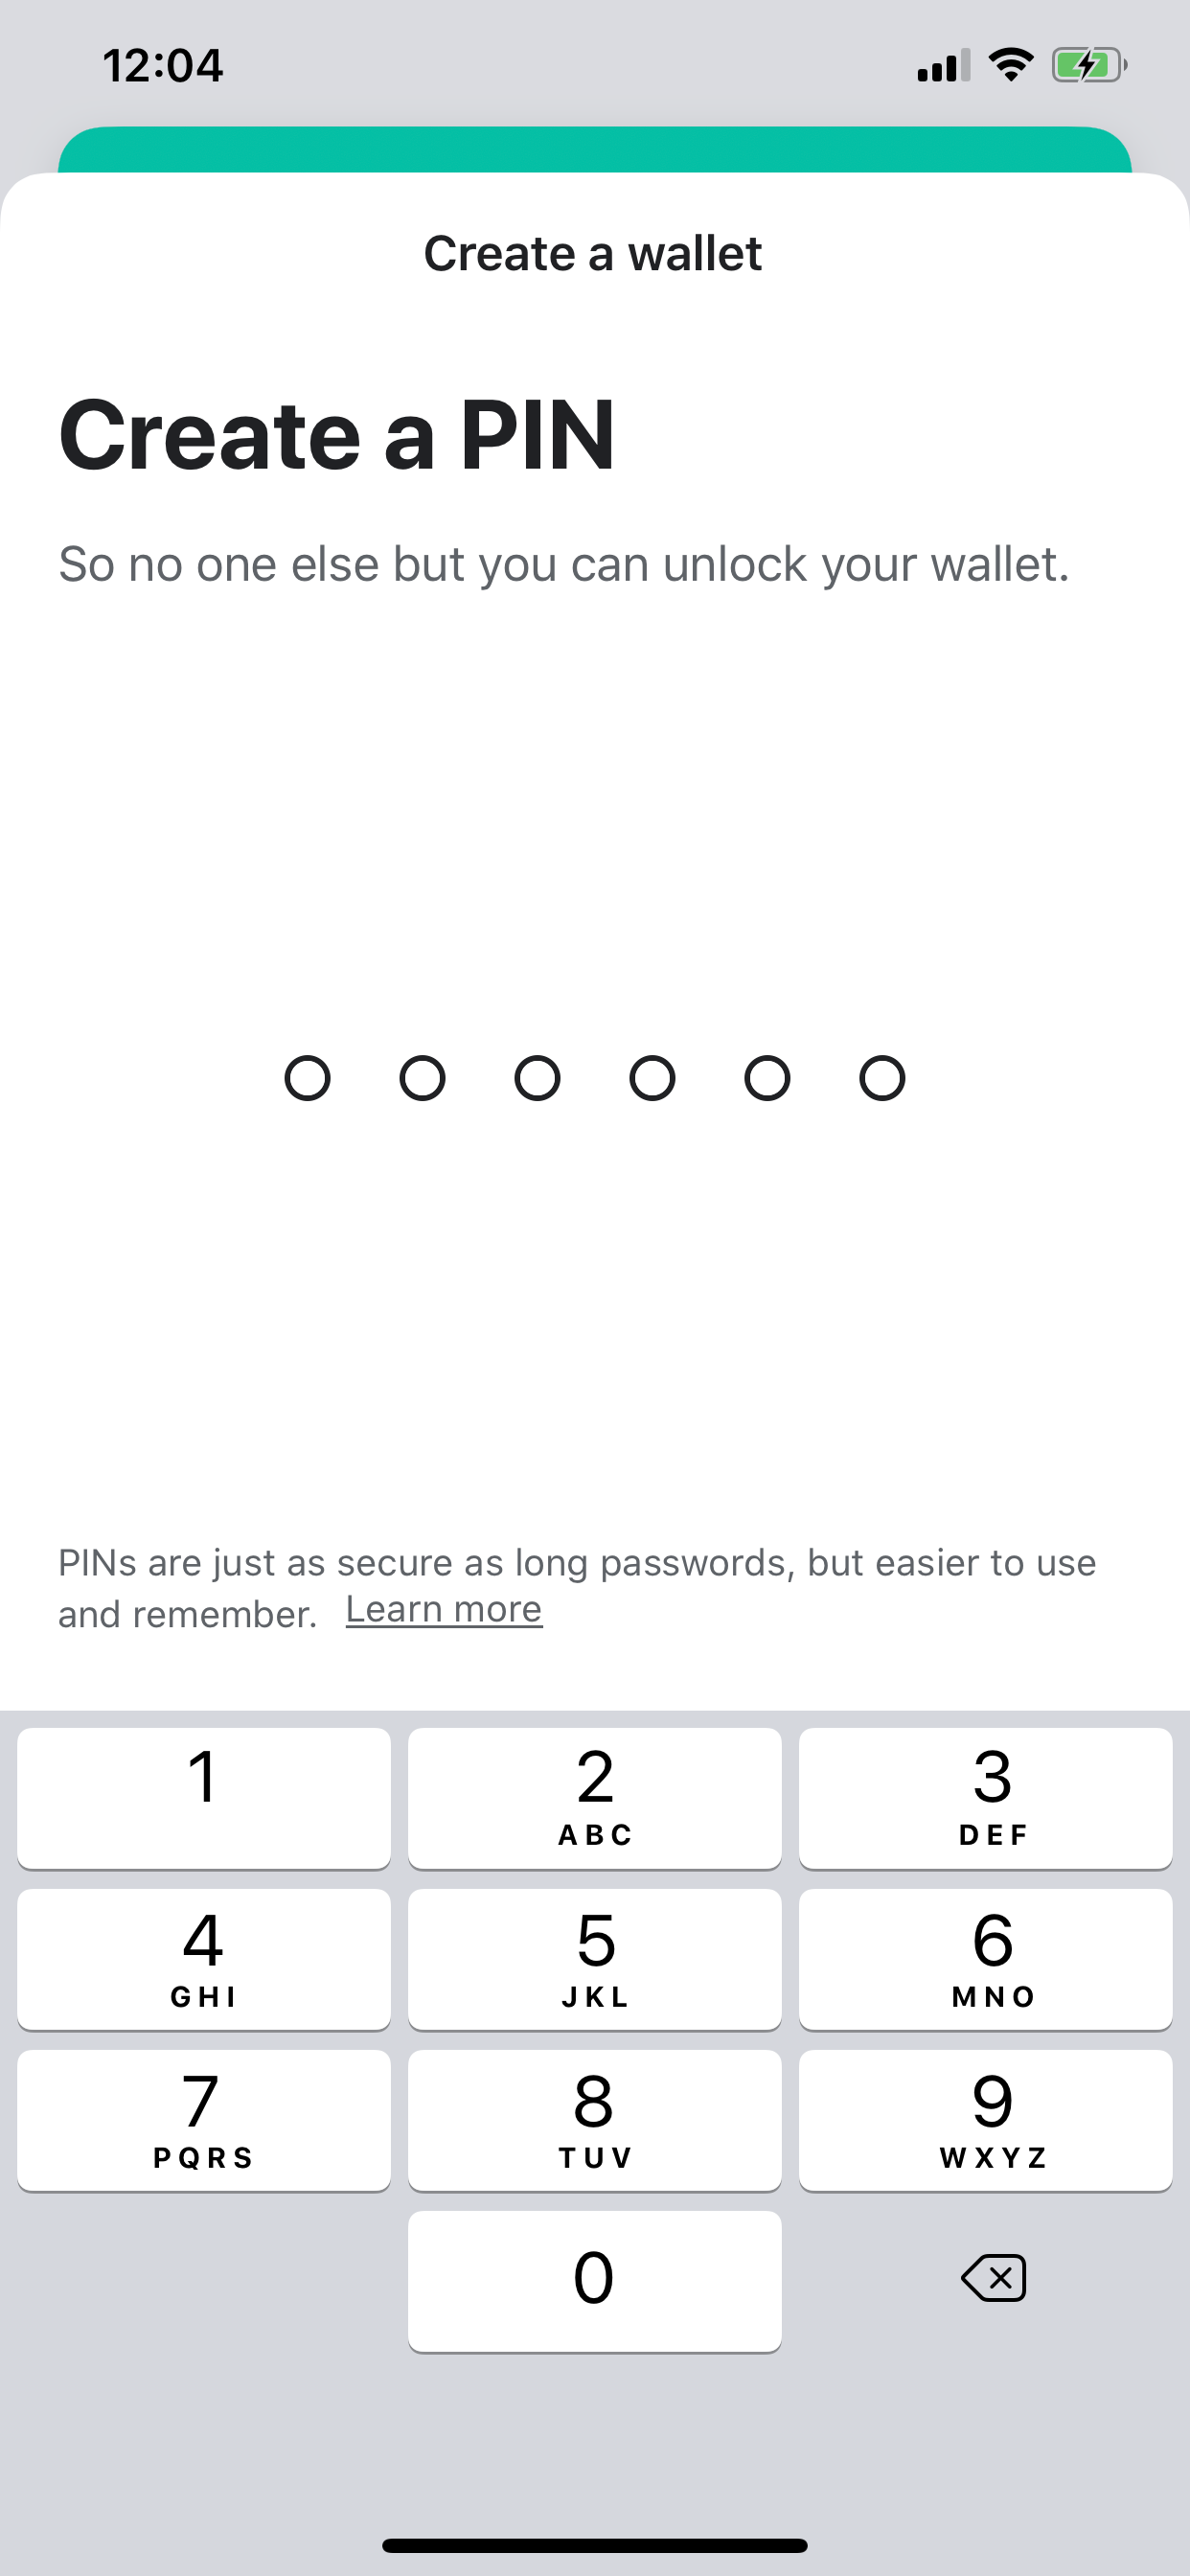 12:04
Create a wallet
Create a PIN
So no one else but you can unlock your wallet.
PINs are just as secure as long passwords, but easier to use
and remember. Learn more
1
2
3
ABC
DEF
4
5
6
GHI
JKL
MNO
7
8
9
PQRS
TUV
WXYZ
0